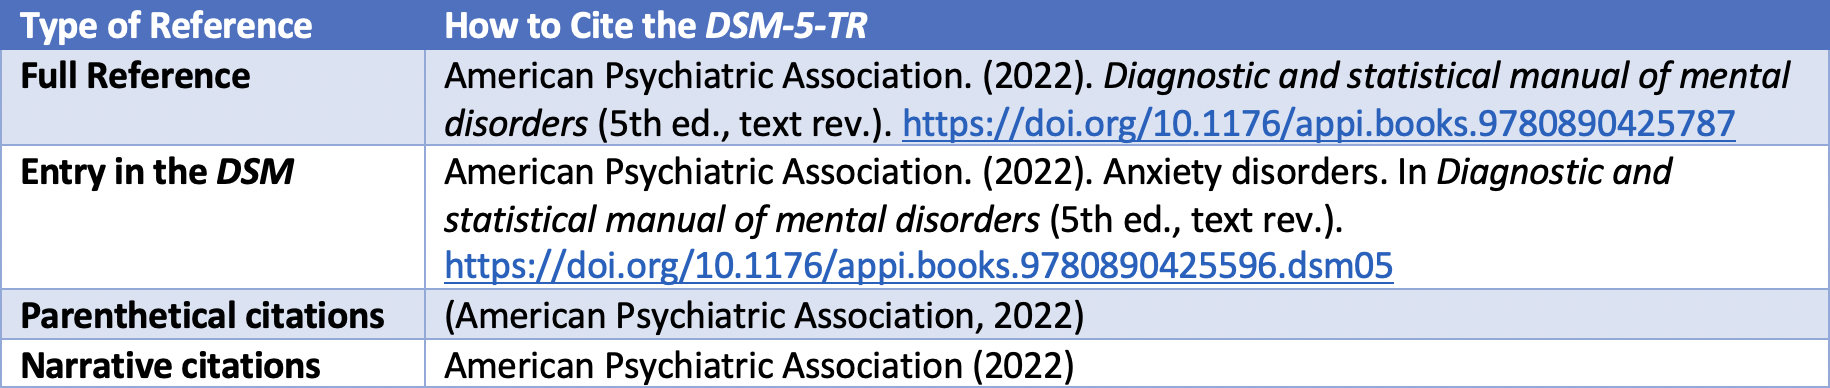 Type of Reference How to Cite the DSM-5-TR
Full Reference American Psychiatric Association. (2022). Diagnostic and statistical manual of mental
disorders (5th ed., text rev.). https://doi.org/10.1176/appi.books.9780890425787
Entry in the DSM American Psychiatric Association. (2022). Anxiety disorders. In Diagnostic and
statistical manual of mental disorders (5th ed., text rev.).
https://doi.org/10.1176/appi.books.9780890425596.dsm05
Parenthetical citations (American Psychiatric Association, 2022)
Narrative citations American Psychiatric Association (2022)